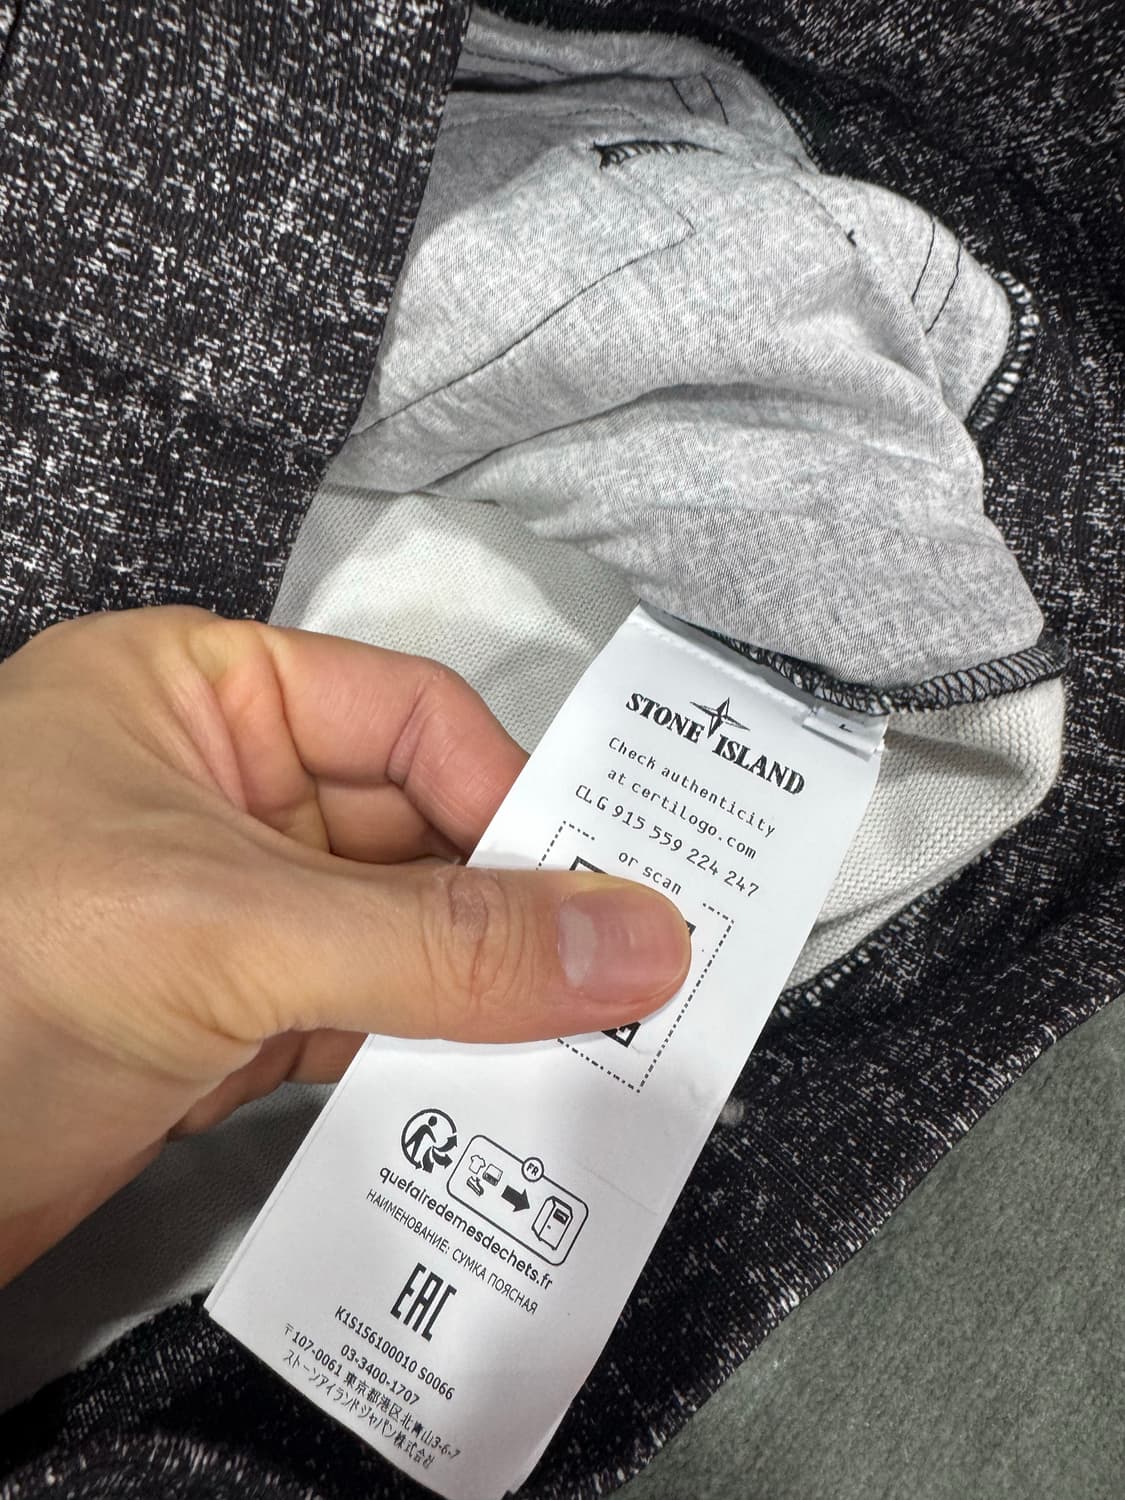 STONE ISLAND
L
Check authenticity
at certilogo.com
CLG 915 559 224 247
or scan
FR
quefairedemesdechets.fr
НАИМЕНОВАНИЕ: СУМКА ПОЯСНАЯ
EAC
K1S156100010 S0066
03-3400-1707
〒107-0061 東京都港区北青山3-6-7
ストーンアイランドジャパン株式会社